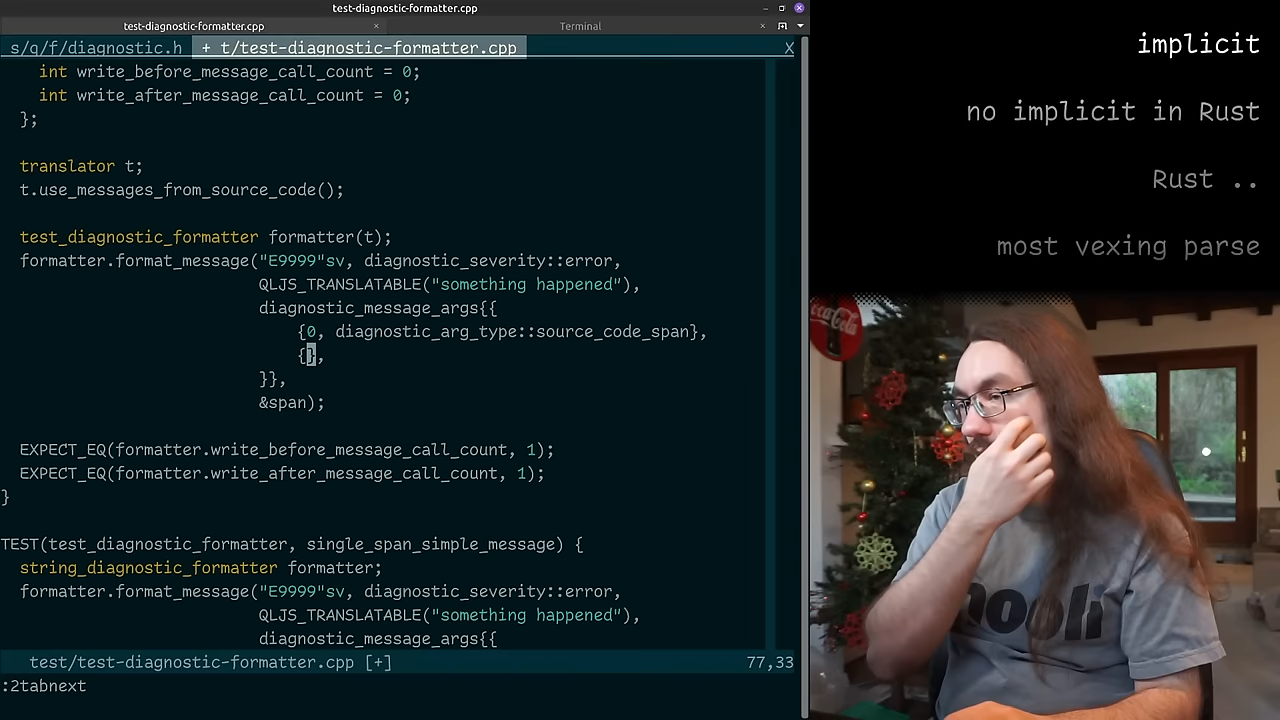 test-diagnostic-formatter.cpp
test-diagnostic-formatter.cpp × Terminal ×
s/q/f/diagnostic.h + t/test-diagnostic-formatter.cpp X
int write_before_message_call_count = 0;
int write_after_message_call_count = 0;
};
translator t;
t.use_messages_from_source_code();
test_diagnostic_formatter formatter(t);
formatter.format_message("E9999"sv, diagnostic_severity::error,
QLJS_TRANSLATABLE("something happened"),
diagnostic_message_args{{
{0, diagnostic_arg_type::source_code_span},
{},
}},
&span);
EXPECT_EQ(formatter.write_before_message_call_count, 1);
EXPECT_EQ(formatter.write_after_message_call_count, 1);
}
TEST(test_diagnostic_formatter, single_span_simple_message) {
string_diagnostic_formatter formatter;
formatter.format_message("E9999"sv, diagnostic_severity::error,
QLJS_TRANSLATABLE("something happened"),
diagnostic_message_args{{
test/test-diagnostic-formatter.cpp [+] 77,33
:2tabnext
implicit
no implicit in Rust
Rust ..
most vexing parse
Coca-Cola